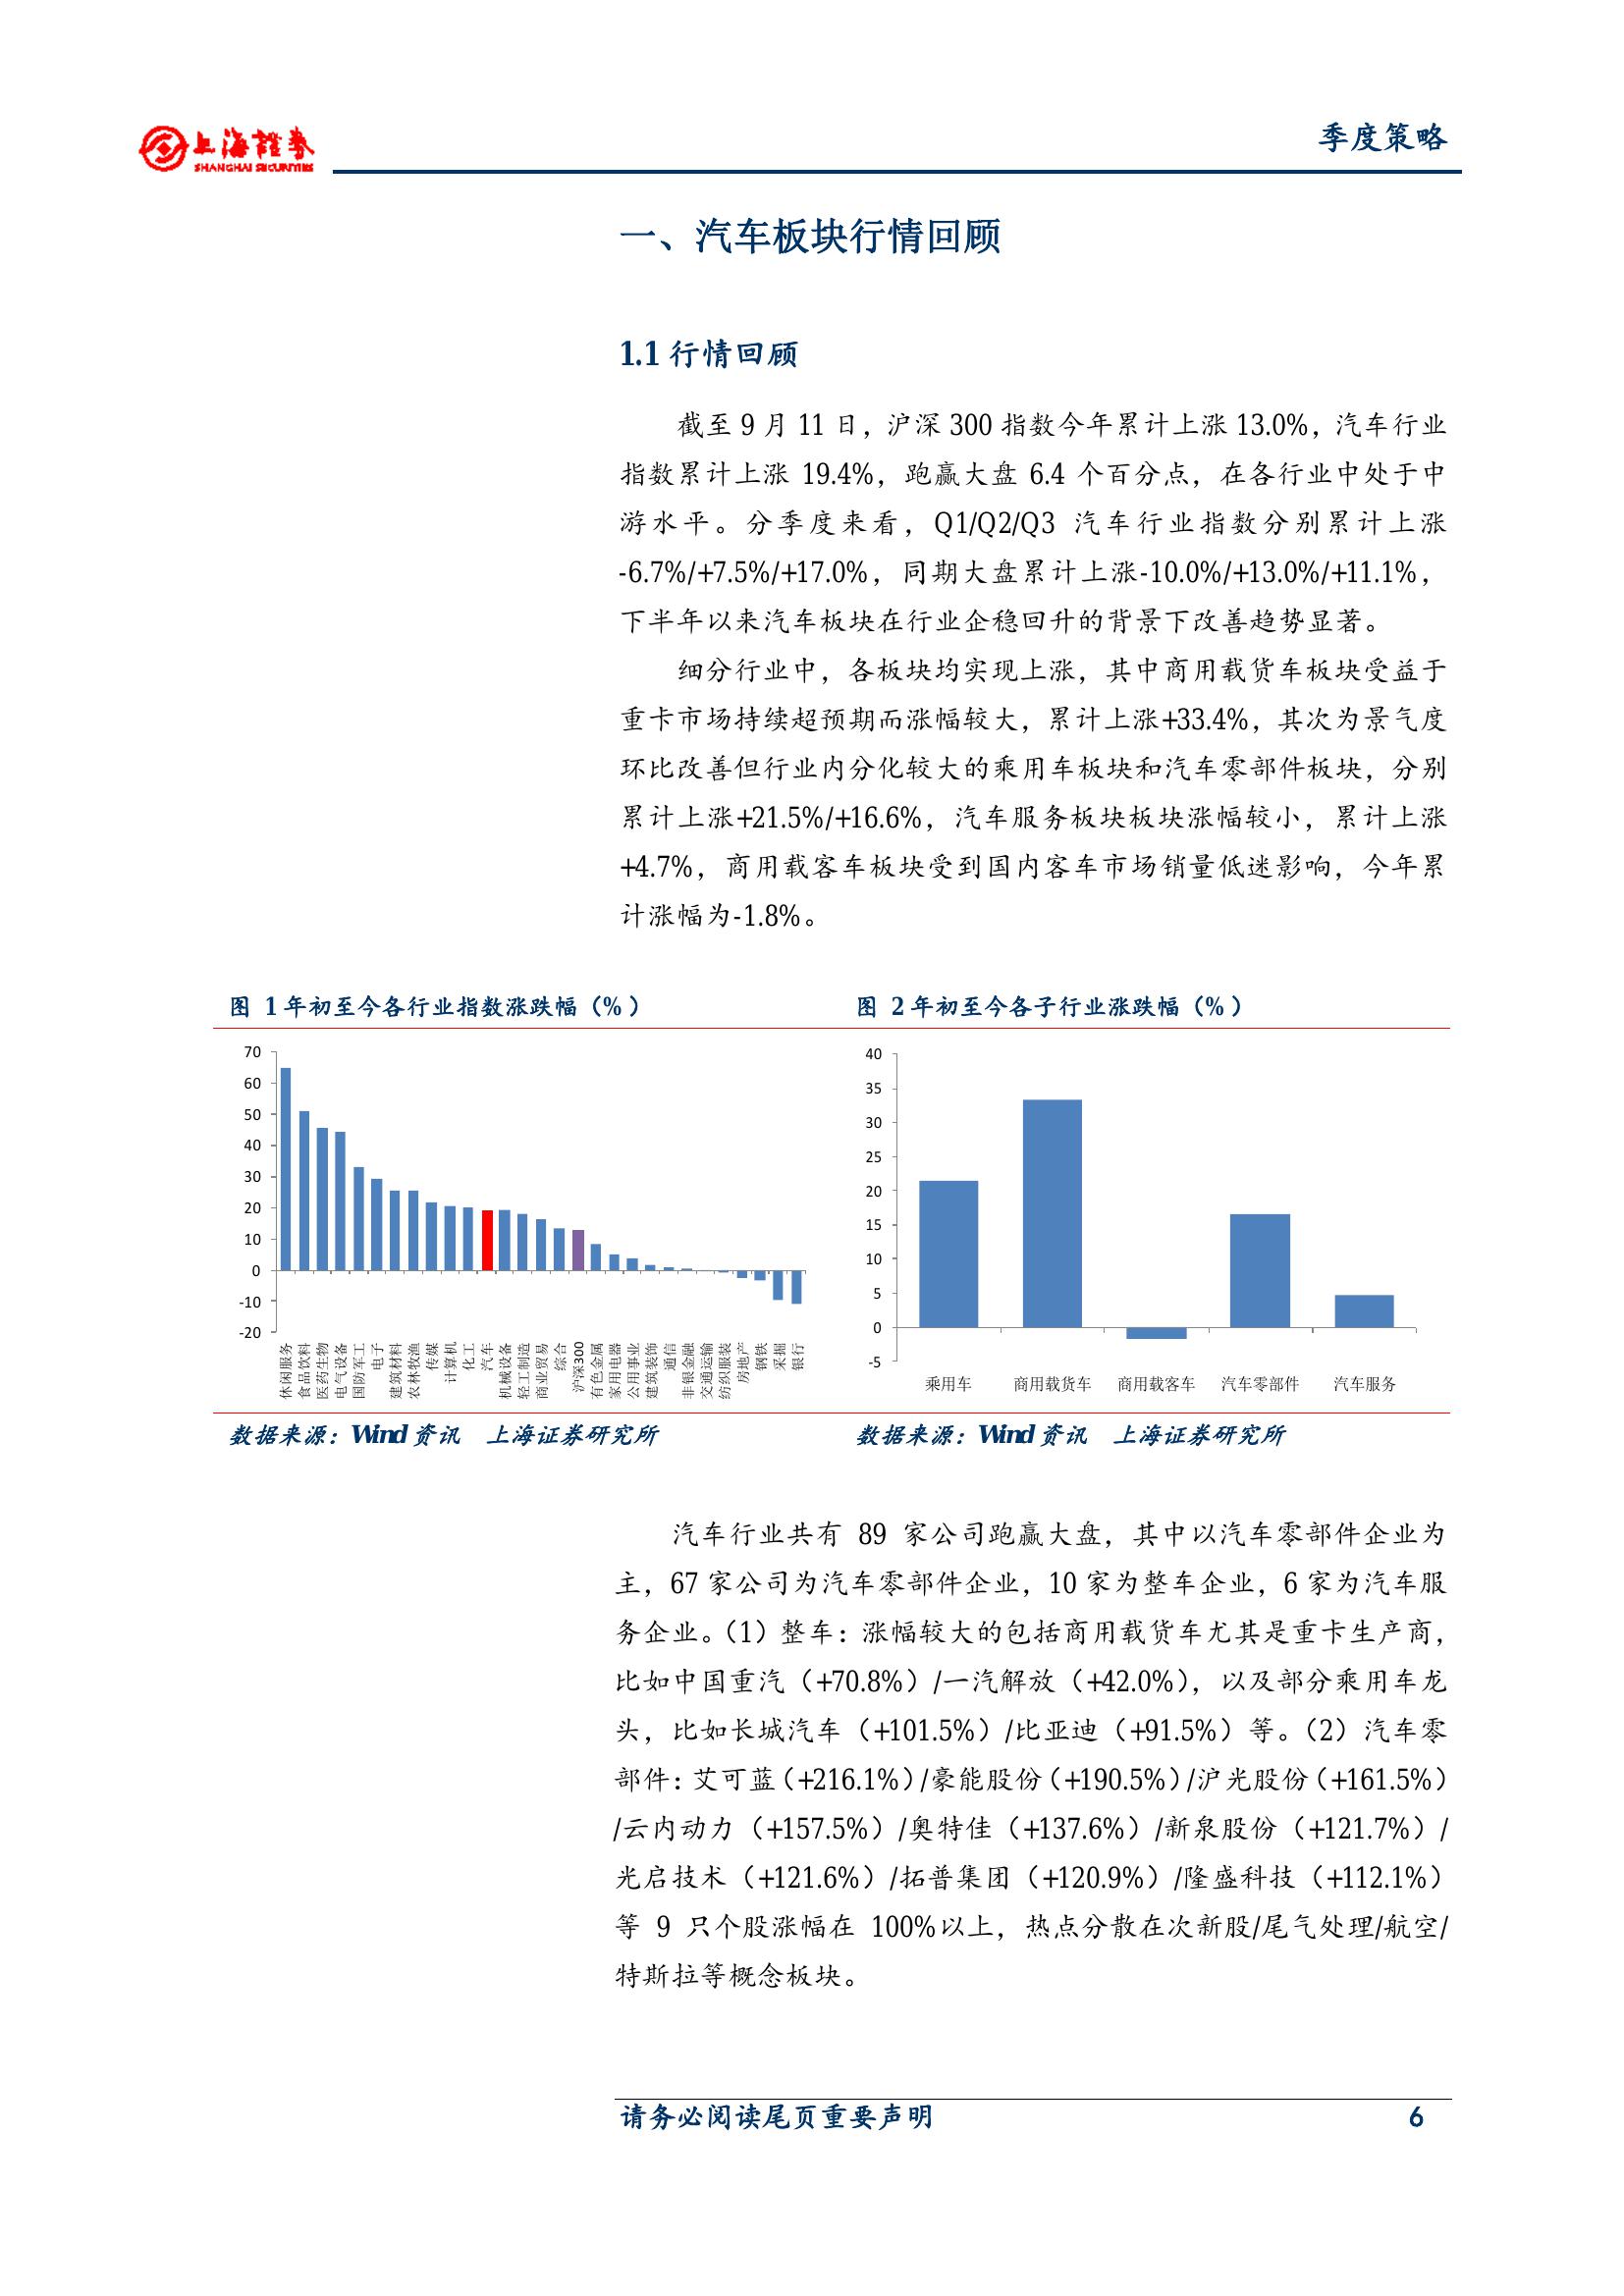 上海證券
SHANGHAI SECURITIES
季度策略
一、汽车板块行情回顾
1.1 行情回顾
截至 9 月 11 日，沪深 300 指数今年累计上涨 13.0%，汽车行业
指数累计上涨 19.4%，跑赢大盘 6.4 个百分点，在各行业中处于中
游水平。分季度来看，Q1/Q2/Q3 汽车行业指数分别累计上涨
-6.7%/+7.5%/+17.0%，同期大盘累计上涨-10.0%/+13.0%/+11.1%，
下半年以来汽车板块在行业企稳回升的背景下改善趋势显著。
细分行业中，各板块均实现上涨，其中商用载货车板块受益于
重卡市场持续超预期而涨幅较大，累计上涨+33.4%，其次为景气度
环比改善但行业内分化较大的乘用车板块和汽车零部件板块，分别
累计上涨+21.5%/+16.6%，汽车服务板块板块涨幅较小，累计上涨
+4.7%，商用载客车板块受到国内客车市场销量低迷影响，今年累
计涨幅为-1.8%。
图 1 年初至今各行业指数涨跌幅（%）
70
60
50
40
30
20
10
0
-10
-20
休闲服务
食品饮料
医药生物
电气设备
国防军工
电子
建筑材料
农林牧渔
传媒
计算机
化工
汽车
机械设备
轻工制造
商业贸易
综合
沪深300
有色金属
家用电器
公用事业
建筑装饰
通信
非银金融
交通运输
纺织服装
房地产
钢铁
采掘
银行
数据来源：Wind 资讯 上海证券研究所
图 2 年初至今各子行业涨跌幅（%）
40
35
30
25
20
15
10
5
0
-5
乘用车 商用载货车 商用载客车 汽车零部件 汽车服务
数据来源：Wind 资讯 上海证券研究所
汽车行业共有 89 家公司跑赢大盘，其中以汽车零部件企业为
主，67 家公司为汽车零部件企业，10 家为整车企业，6 家为汽车服
务企业。（1）整车：涨幅较大的包括商用载货车尤其是重卡生产商，
比如中国重汽（+70.8%）/一汽解放（+42.0%），以及部分乘用车龙
头，比如长城汽车（+101.5%）/比亚迪（+91.5%）等。（2）汽车零
部件：艾可蓝（+216.1%）/豪能股份（+190.5%）/沪光股份（+161.5%）
/云内动力（+157.5%）/奥特佳（+137.6%）/新泉股份（+121.7%）/
光启技术（+121.6%）/拓普集团（+120.9%）/隆盛科技（+112.1%）
等 9 只个股涨幅在 100%以上，热点分散在次新股/尾气处理/航空/
特斯拉等概念板块。
请务必阅读尾页重要声明 6